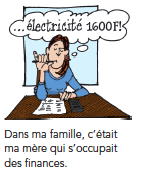 ...électricité 1600F!
Dans ma famille, c'était
ma mère qui s'occupait
des finances.